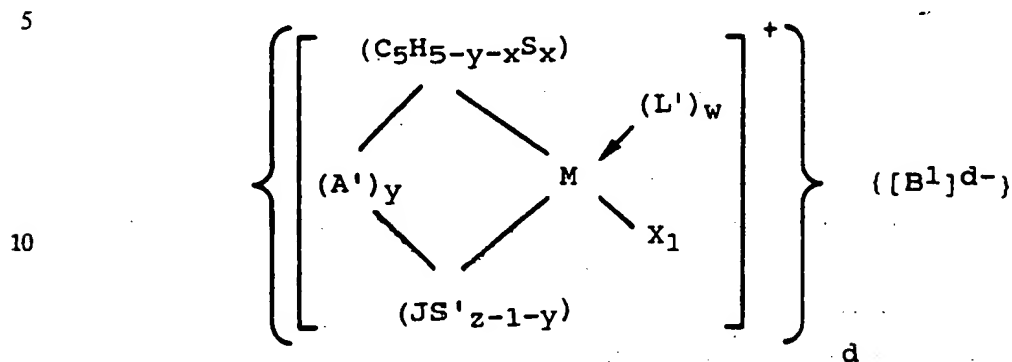 5
(C5H5-y-xSx) +
(L')w
(A')y M {[B1]d-}
10
X1
(JS'z-1-y)
d